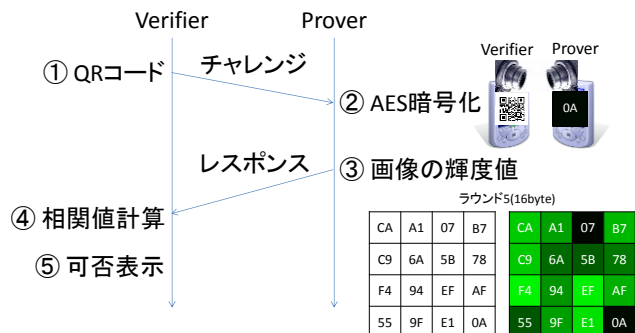 Verifier
Prover
① QRコード
チャレンジ
② AES暗号化
Verifier
Prover
0A
レスポンス
③ 画像の輝度値
④ 相関値計算
⑤ 可否表示
ラウンド5(16byte)
CA A1 07 B7
C9 6A 5B 78
F4 94 EF AF
55 9F E1 0A
CA A1 07 B7
C9 6A 5B 78
F4 94 EF AF
55 9F E1 0A